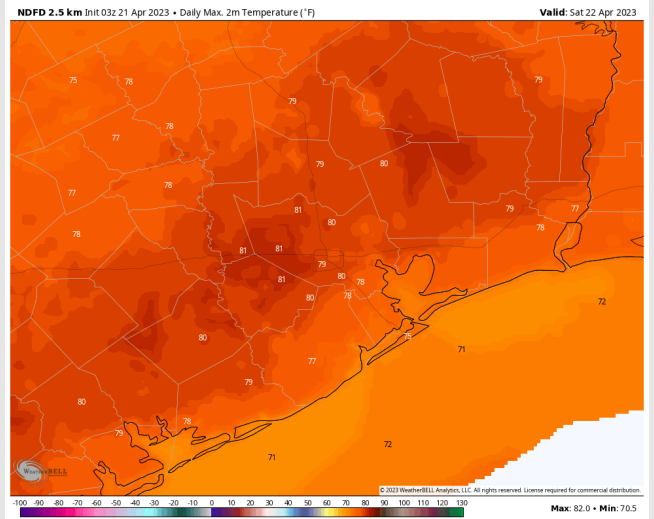 NDFD 2.5 km Init 03z 21 Apr 2023 • Daily Max. 2m Temperature (°F) Valid: Sat 22 Apr 2023
75 78 79
79
78
77
79 80
78
77
81 79 77
80 78
78
81 81
79
80 78
81
80 78 72
80 75
71
77
79
80
78
79
72
71
WeatherBELL
© 2023 WeatherBELL Analytics, LLC. All rights reserved. License required for commercial distribution.
-100 -90 -80 -70 -60 -50 -40 -30 -20 -10 0 10 20 30 40 50 60 70 80 90 100 110 120 130
Max: 82.0 • Min: 70.5